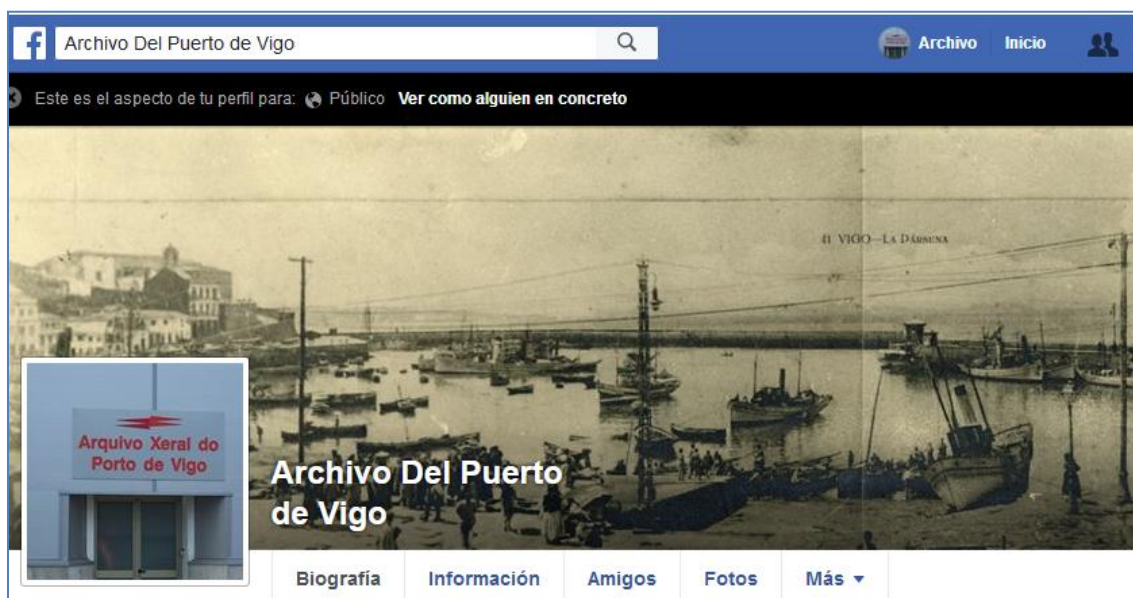 f
Archivo Del Puerto de Vigo
Archivo Inicio
Este es el aspecto de tu perfil para: Público Ver como alguien en concreto
VIGO—LA DÁRSENA
Arquivo Xeral do
Porto de Vigo
Archivo Del Puerto
de Vigo
Biografía Información Amigos Fotos Más